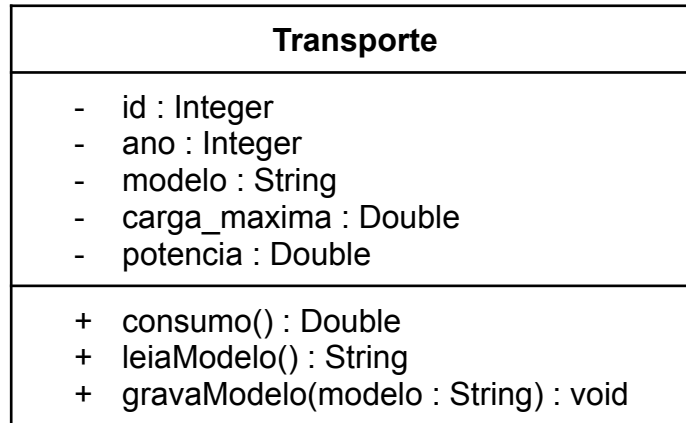 Transporte
- id : Integer
- ano : Integer
- modelo : String
- carga_maxima : Double
- potencia : Double
+ consumo() : Double
+ leiaModelo() : String
+ gravaModelo(modelo : String) : void